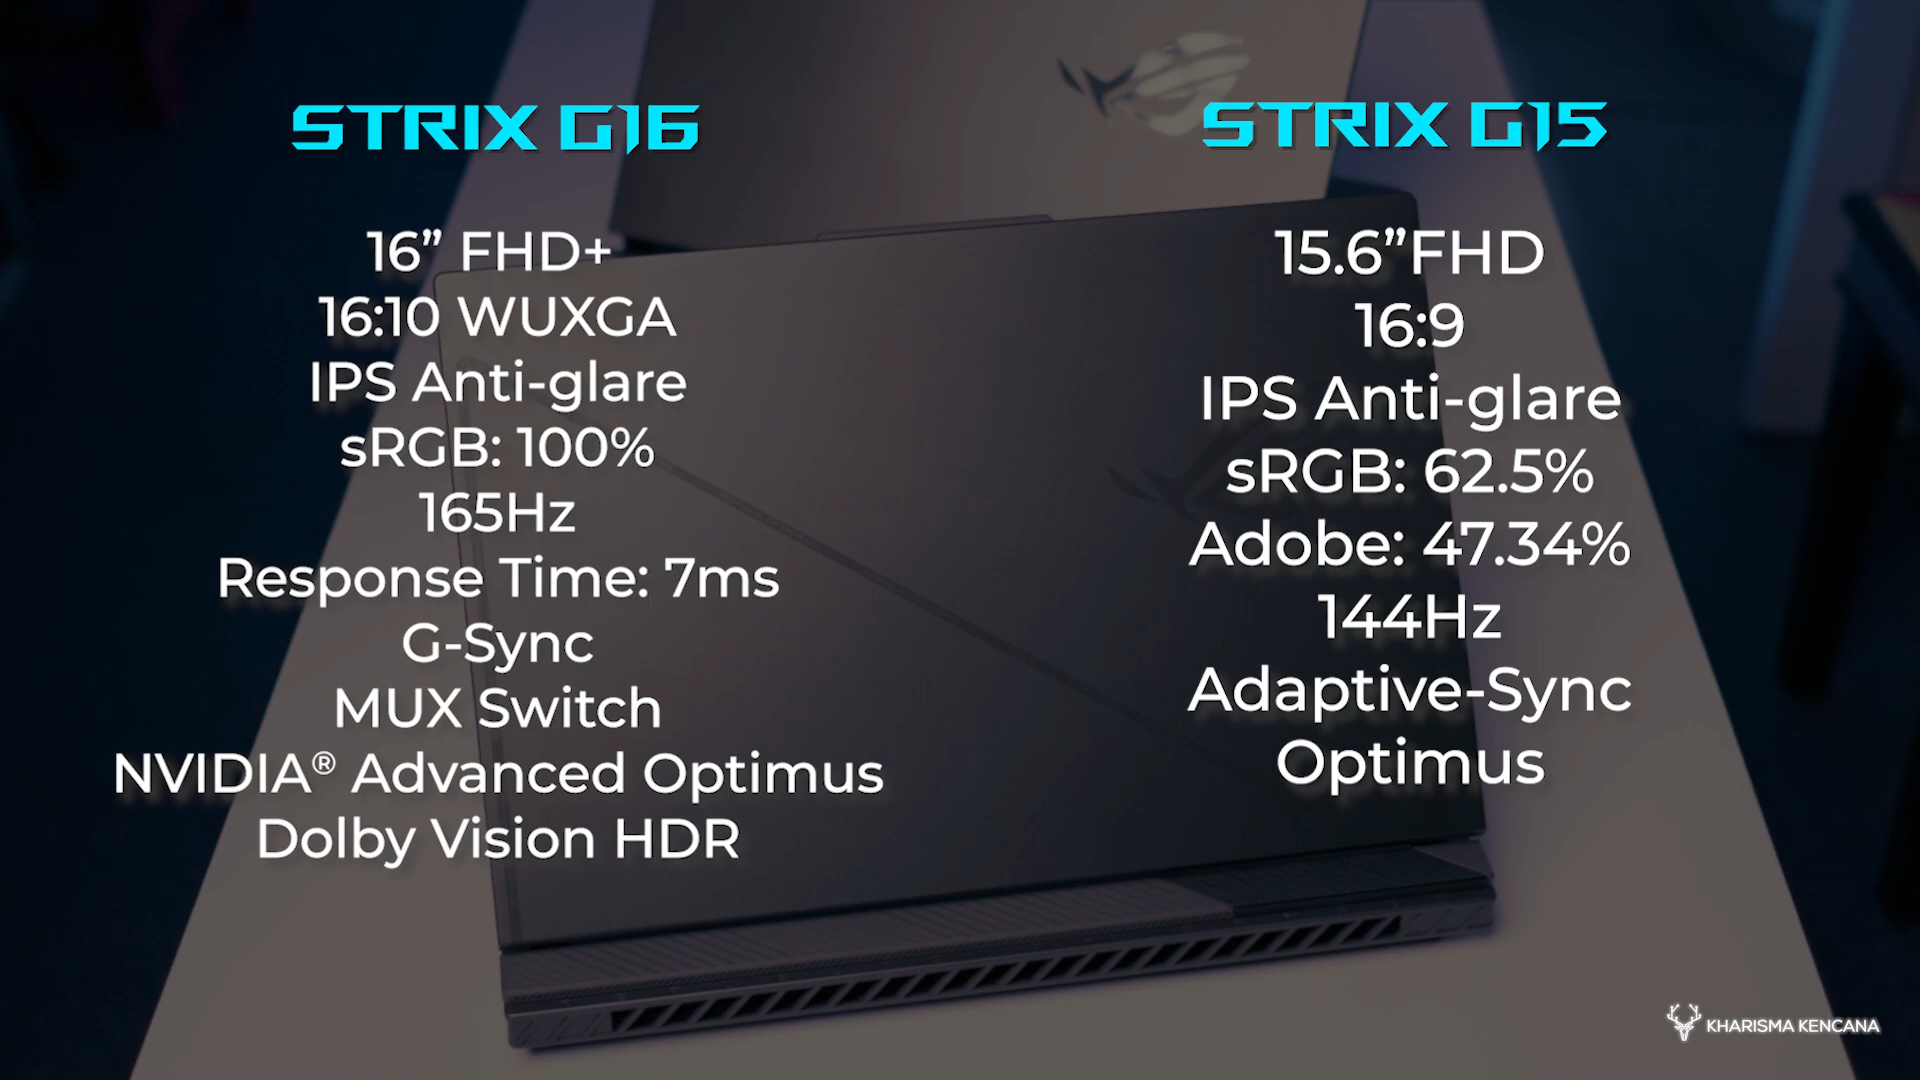 STRIX G16
16” FHD+
16:10 WUXGA
IPS Anti-glare
sRGB: 100%
165Hz
Response Time: 7ms
G-Sync
MUX Switch
NVIDIA® Advanced Optimus
Dolby Vision HDR
STRIX G15
15.6”FHD
16:9
IPS Anti-glare
sRGB: 62.5%
Adobe: 47.34%
144Hz
Adaptive-Sync
Optimus
KHARISMA KENCANA